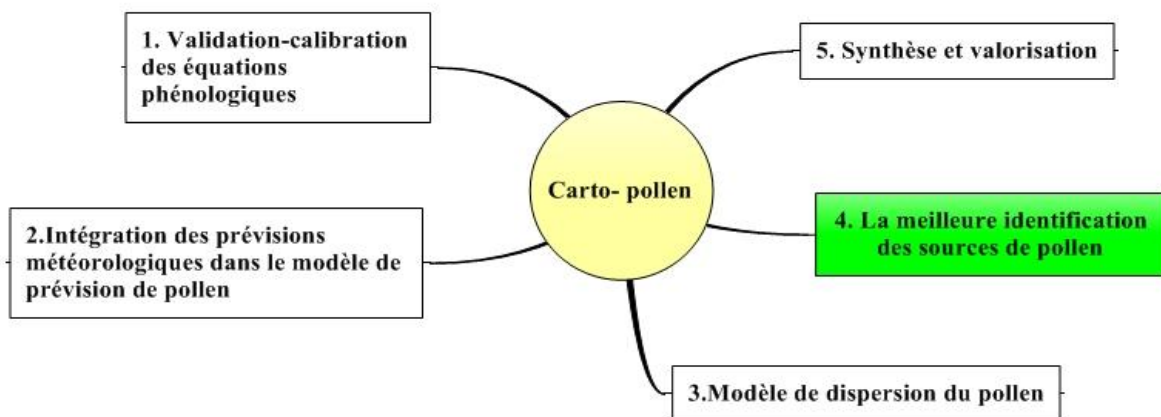 1. Validation-calibration
des équations
phénologiques
5. Synthèse et valorisation
Carto- pollen
4. La meilleure identification
des sources de pollen
2.Intégration des prévisions
météorologiques dans le modèle de
prévision de pollen
3.Modèle de dispersion du pollen